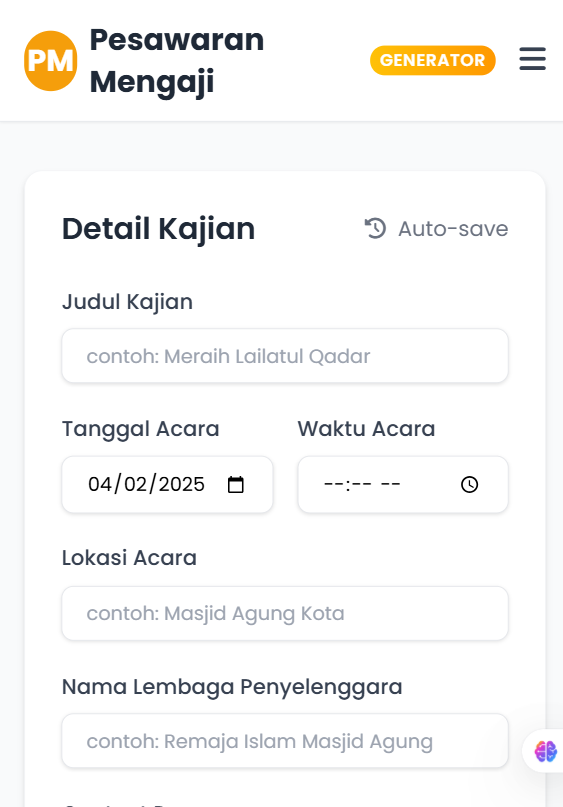 PM
Pesawaran
Mengaji
GENERATOR
Detail Kajian
Auto-save
Judul Kajian
contoh: Meraih Lailatul Qadar
Tanggal Acara
Waktu Acara
04/02/2025
--:-- --
Lokasi Acara
contoh: Masjid Agung Kota
Nama Lembaga Penyelenggara
contoh: Remaja Islam Masjid Agung